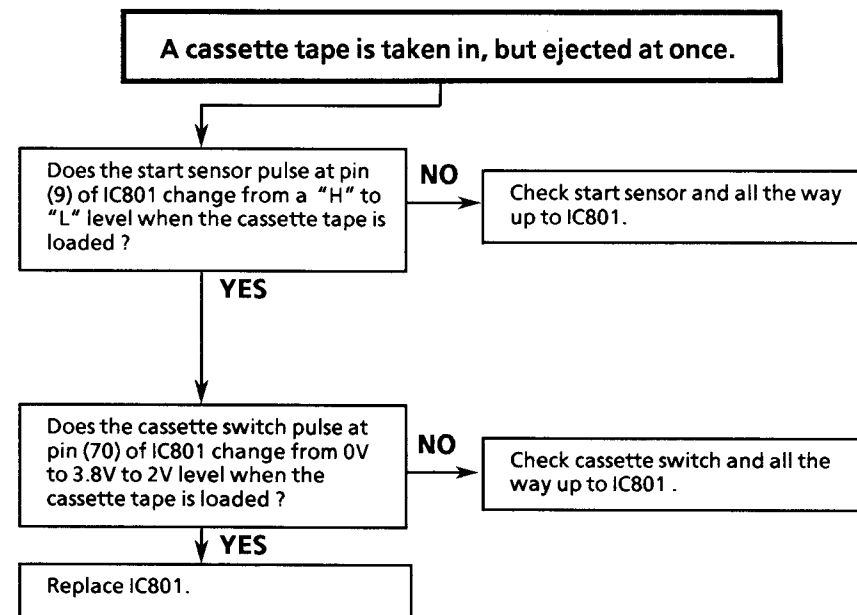 A cassette tape is taken in, but ejected at once.
Does the start sensor pulse at pin
(9) of IC801 change from a "H" to
"L" level when the cassette tape is
loaded ?
NO
Check start sensor and all the way
up to IC801.
YES
Does the cassette switch pulse at
pin (70) of IC801 change from 0V
to 3.8V to 2V level when the
cassette tape is loaded ?
NO
Check cassette switch and all the
way up to IC801 .
YES
Replace IC801.